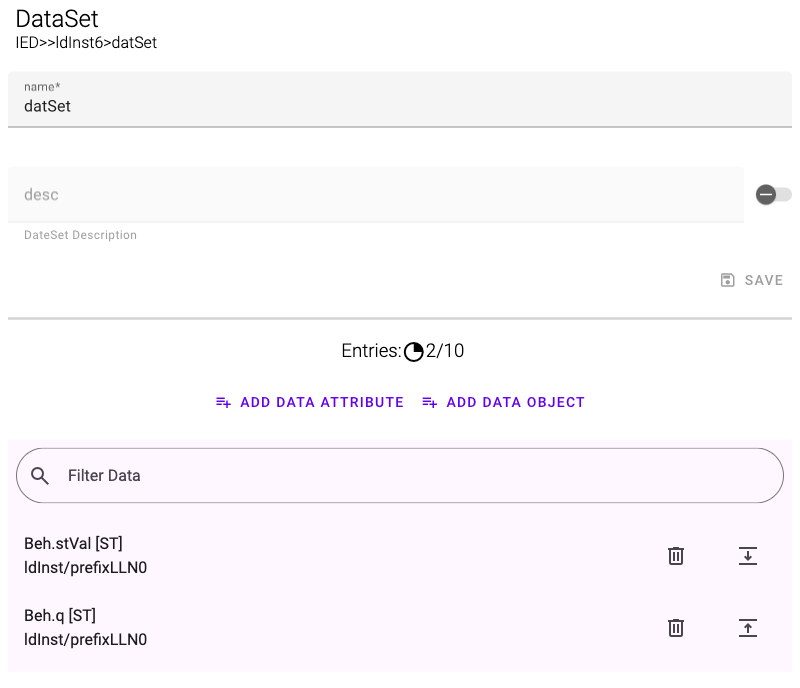 DataSet
IED>>ldInst6>datSet
name*
datSet
desc
DateSet Description
SAVE
Entries: 2/10
ADD DATA ATTRIBUTE ADD DATA OBJECT
Filter Data
Beh.stVal [ST]
ldInst/prefixLLN0
Beh.q [ST]
ldInst/prefixLLN0